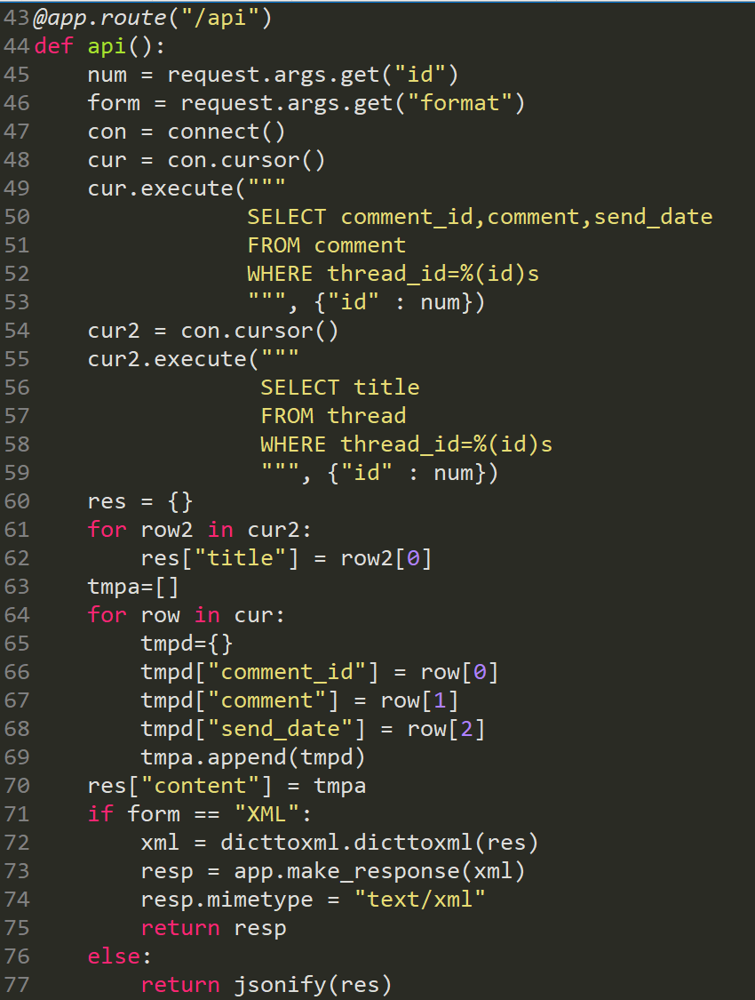 43 @app.route("/api")
44 def api():
45     num = request.args.get("id")
46     form = request.args.get("format")
47     con = connect()
48     cur = con.cursor()
49     cur.execute("""
50                 SELECT comment_id,comment,send_date
51                 FROM comment
52                 WHERE thread_id=%(id)s
53                 """, {"id" : num})
54     cur2 = con.cursor()
55     cur2.execute("""
56                  SELECT title
57                  FROM thread
58                  WHERE thread_id=%(id)s
59                  """, {"id" : num})
60     res = {}
61     for row2 in cur2:
62         res["title"] = row2[0]
63     tmpa=[]
64     for row in cur:
65         tmpd={}
66         tmpd["comment_id"] = row[0]
67         tmpd["comment"] = row[1]
68         tmpd["send_date"] = row[2]
69         tmpa.append(tmpd)
70     res["content"] = tmpa
71     if form == "XML":
72         xml = dicttoxml.dicttoxml(res)
73         resp = app.make_response(xml)
74         resp.mimetype = "text/xml"
75         return resp
76     else:
77         return jsonify(res)